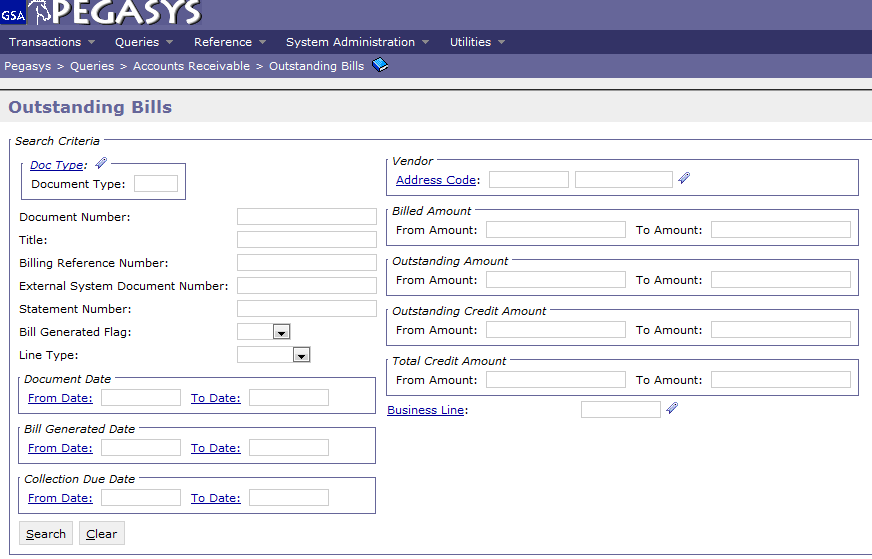 GSA PEGASYS
Transactions Queries Reference System Administration Utilities
Pegasys > Queries > Accounts Receivable > Outstanding Bills
Outstanding Bills
Search Criteria
Doc Type:
Document Type:
Document Number:
Title:
Billing Reference Number:
External System Document Number:
Statement Number:
Bill Generated Flag:
Line Type:
Document Date
From Date: To Date:
Bill Generated Date
From Date: To Date:
Collection Due Date
From Date: To Date:
Search Clear
Vendor
Address Code:
Billed Amount
From Amount: To Amount:
Outstanding Amount
From Amount: To Amount:
Outstanding Credit Amount
From Amount: To Amount:
Total Credit Amount
From Amount: To Amount:
Business Line: